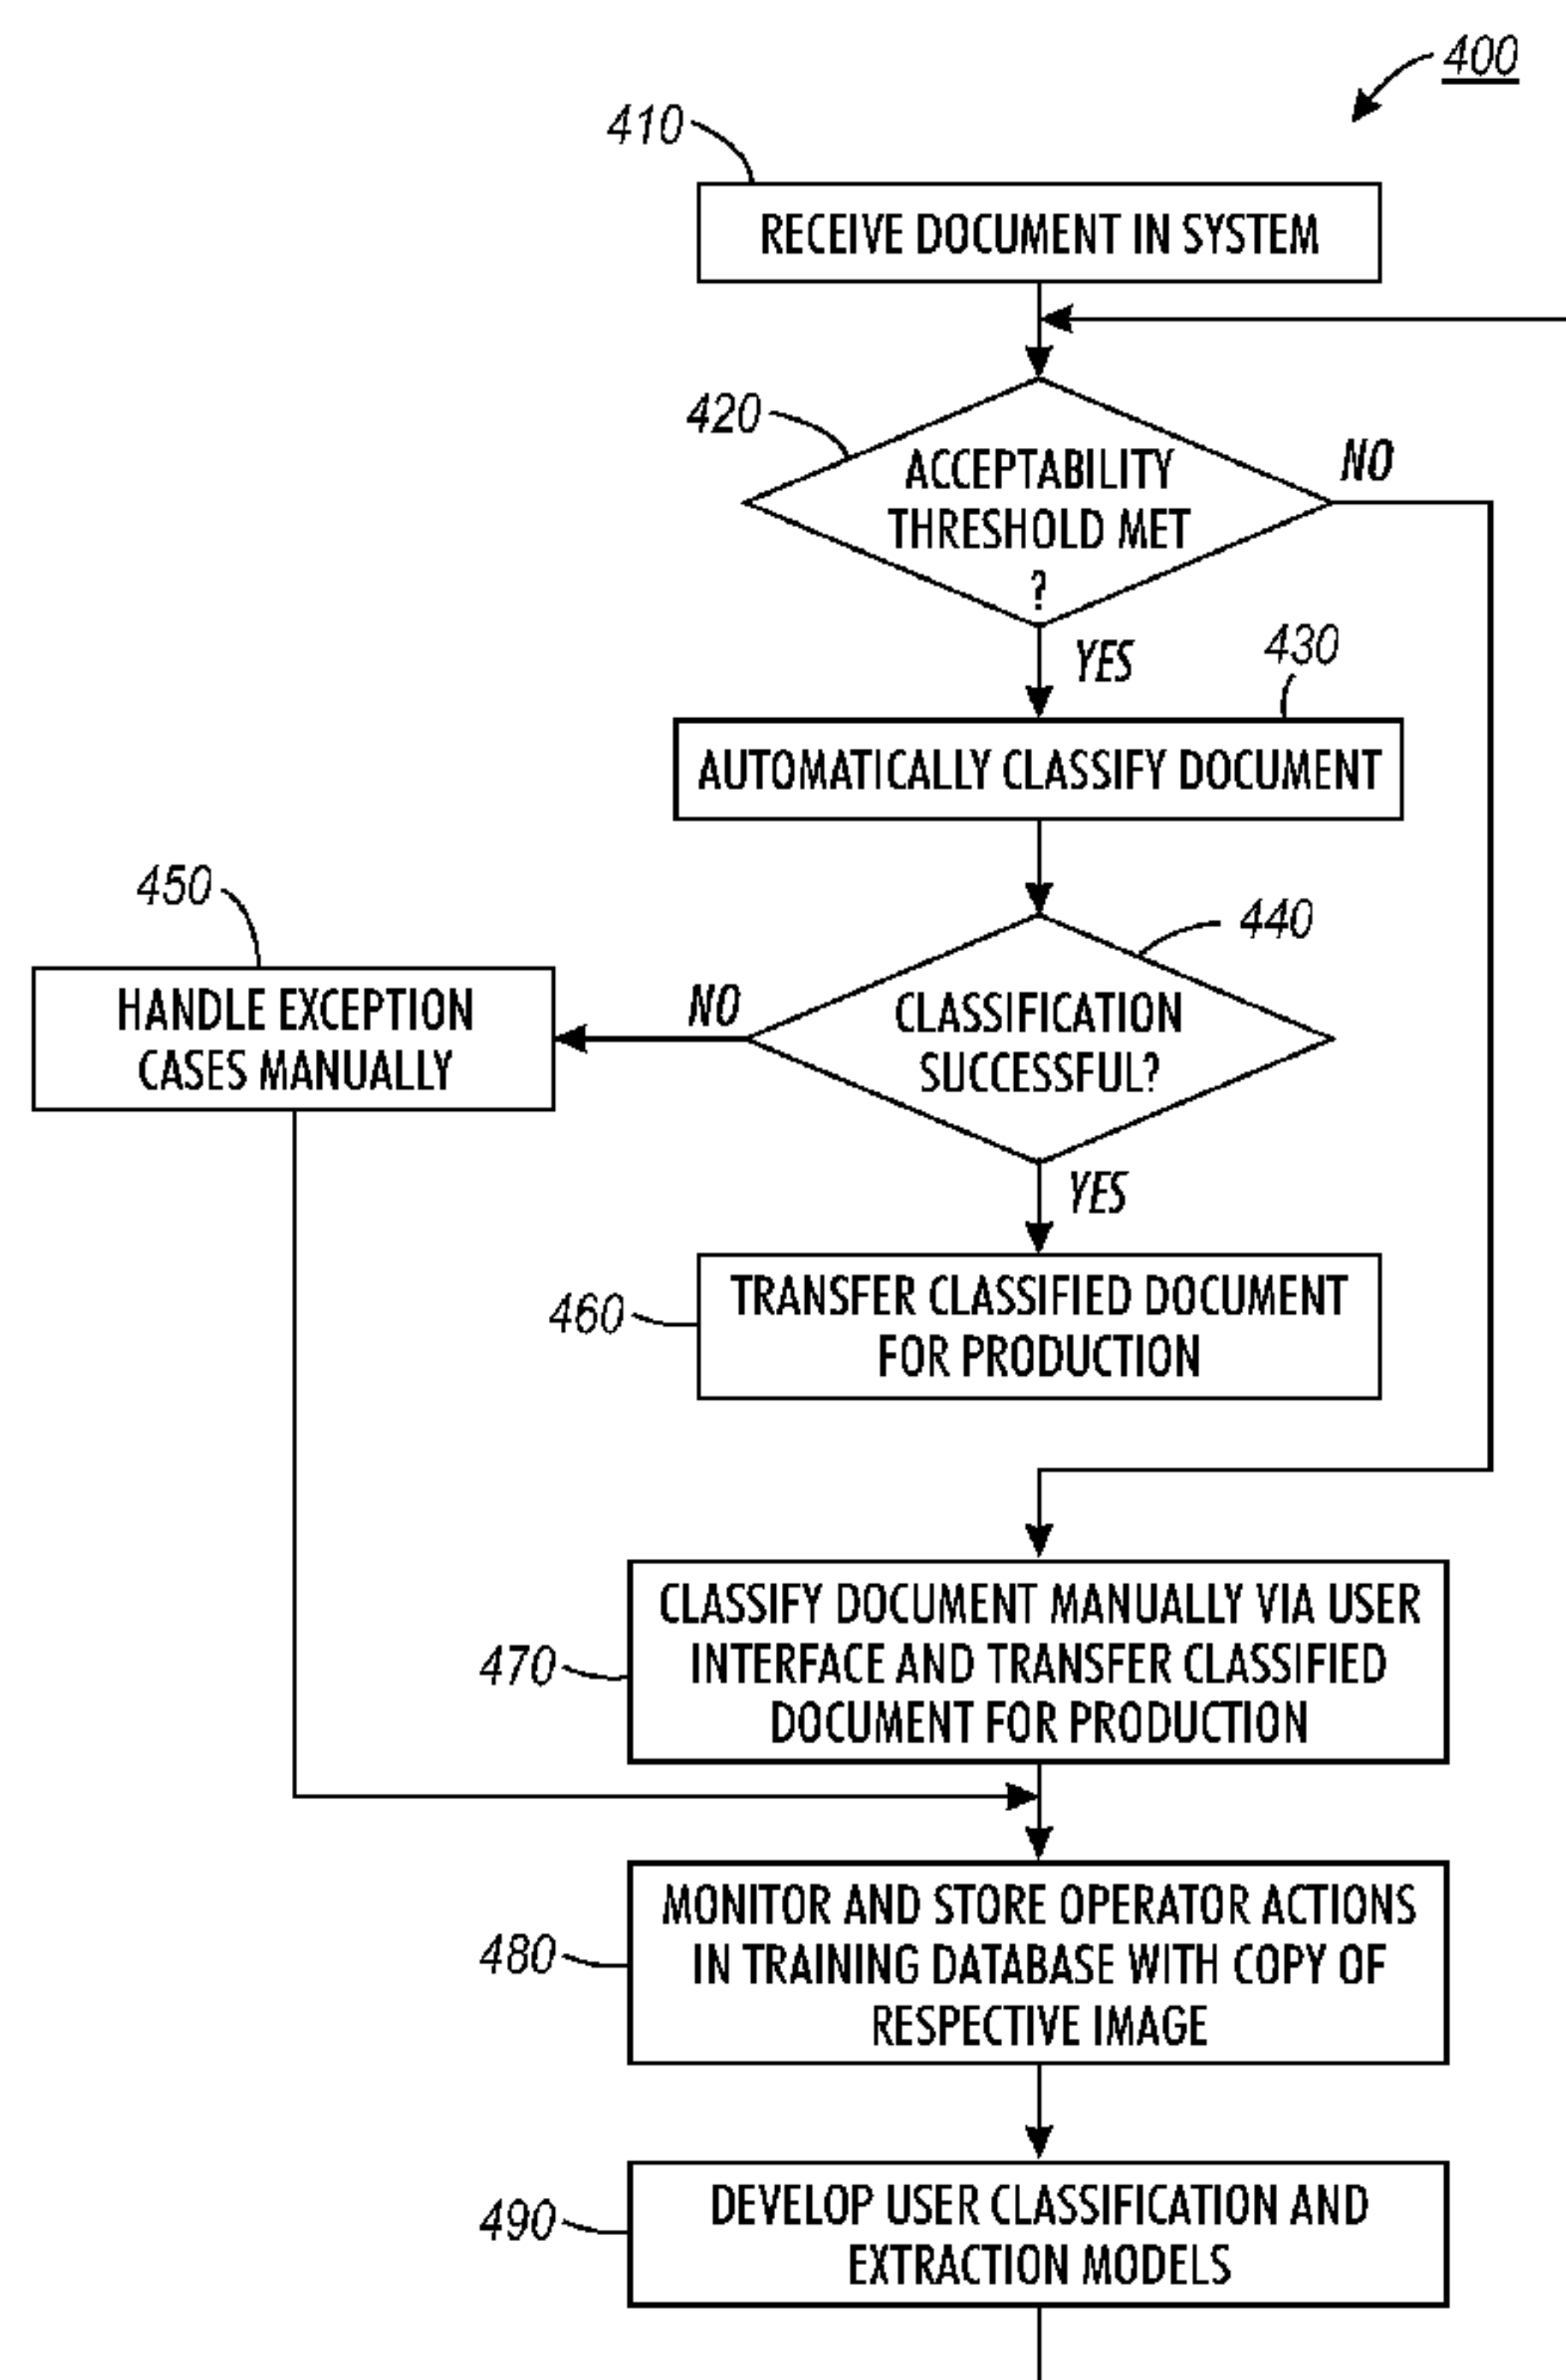 400
410
RECEIVE DOCUMENT IN SYSTEM
420
ACCEPTABILITY
THRESHOLD MET
?
NO
YES
430
AUTOMATICALLY CLASSIFY DOCUMENT
450
440
HANDLE EXCEPTION
CASES MANUALLY
NO
CLASSIFICATION
SUCCESSFUL?
YES
460
TRANSFER CLASSIFIED DOCUMENT
FOR PRODUCTION
470
CLASSIFY DOCUMENT MANUALLY VIA USER
INTERFACE AND TRANSFER CLASSIFIED
DOCUMENT FOR PRODUCTION
480
MONITOR AND STORE OPERATOR ACTIONS
IN TRAINING DATABASE WITH COPY OF
RESPECTIVE IMAGE
490
DEVELOP USER CLASSIFICATION AND
EXTRACTION MODELS